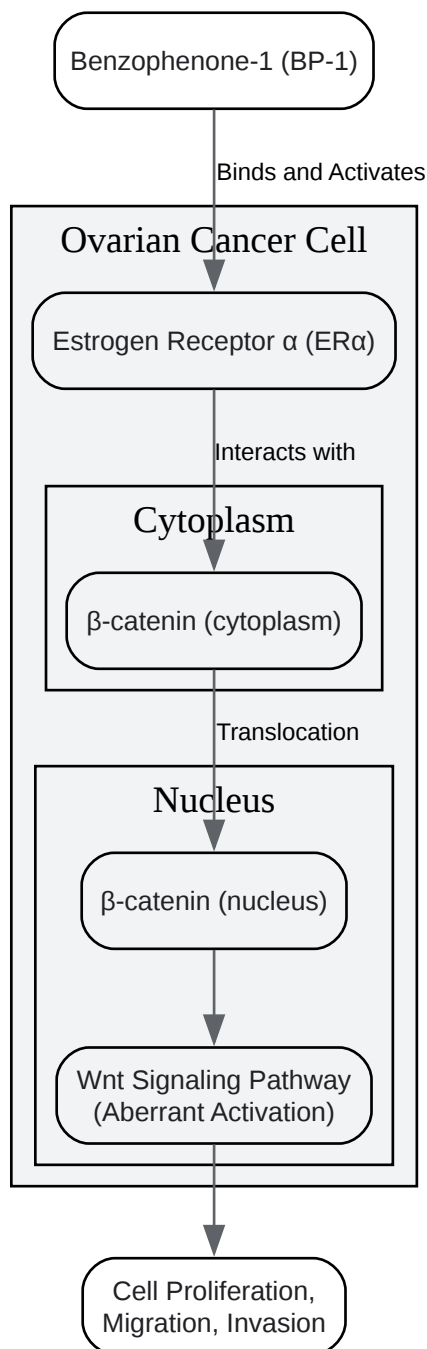 Benzophenone-1 (BP-1)
Binds and Activates
Ovarian Cancer Cell
Estrogen Receptor α (ERα)
Interacts with
Cytoplasm
β-catenin (cytoplasm)
Translocation
Nucleus
β-catenin (nucleus)
Wnt Signaling Pathway
(Aberrant Activation)
Cell Proliferation,
Migration, Invasion